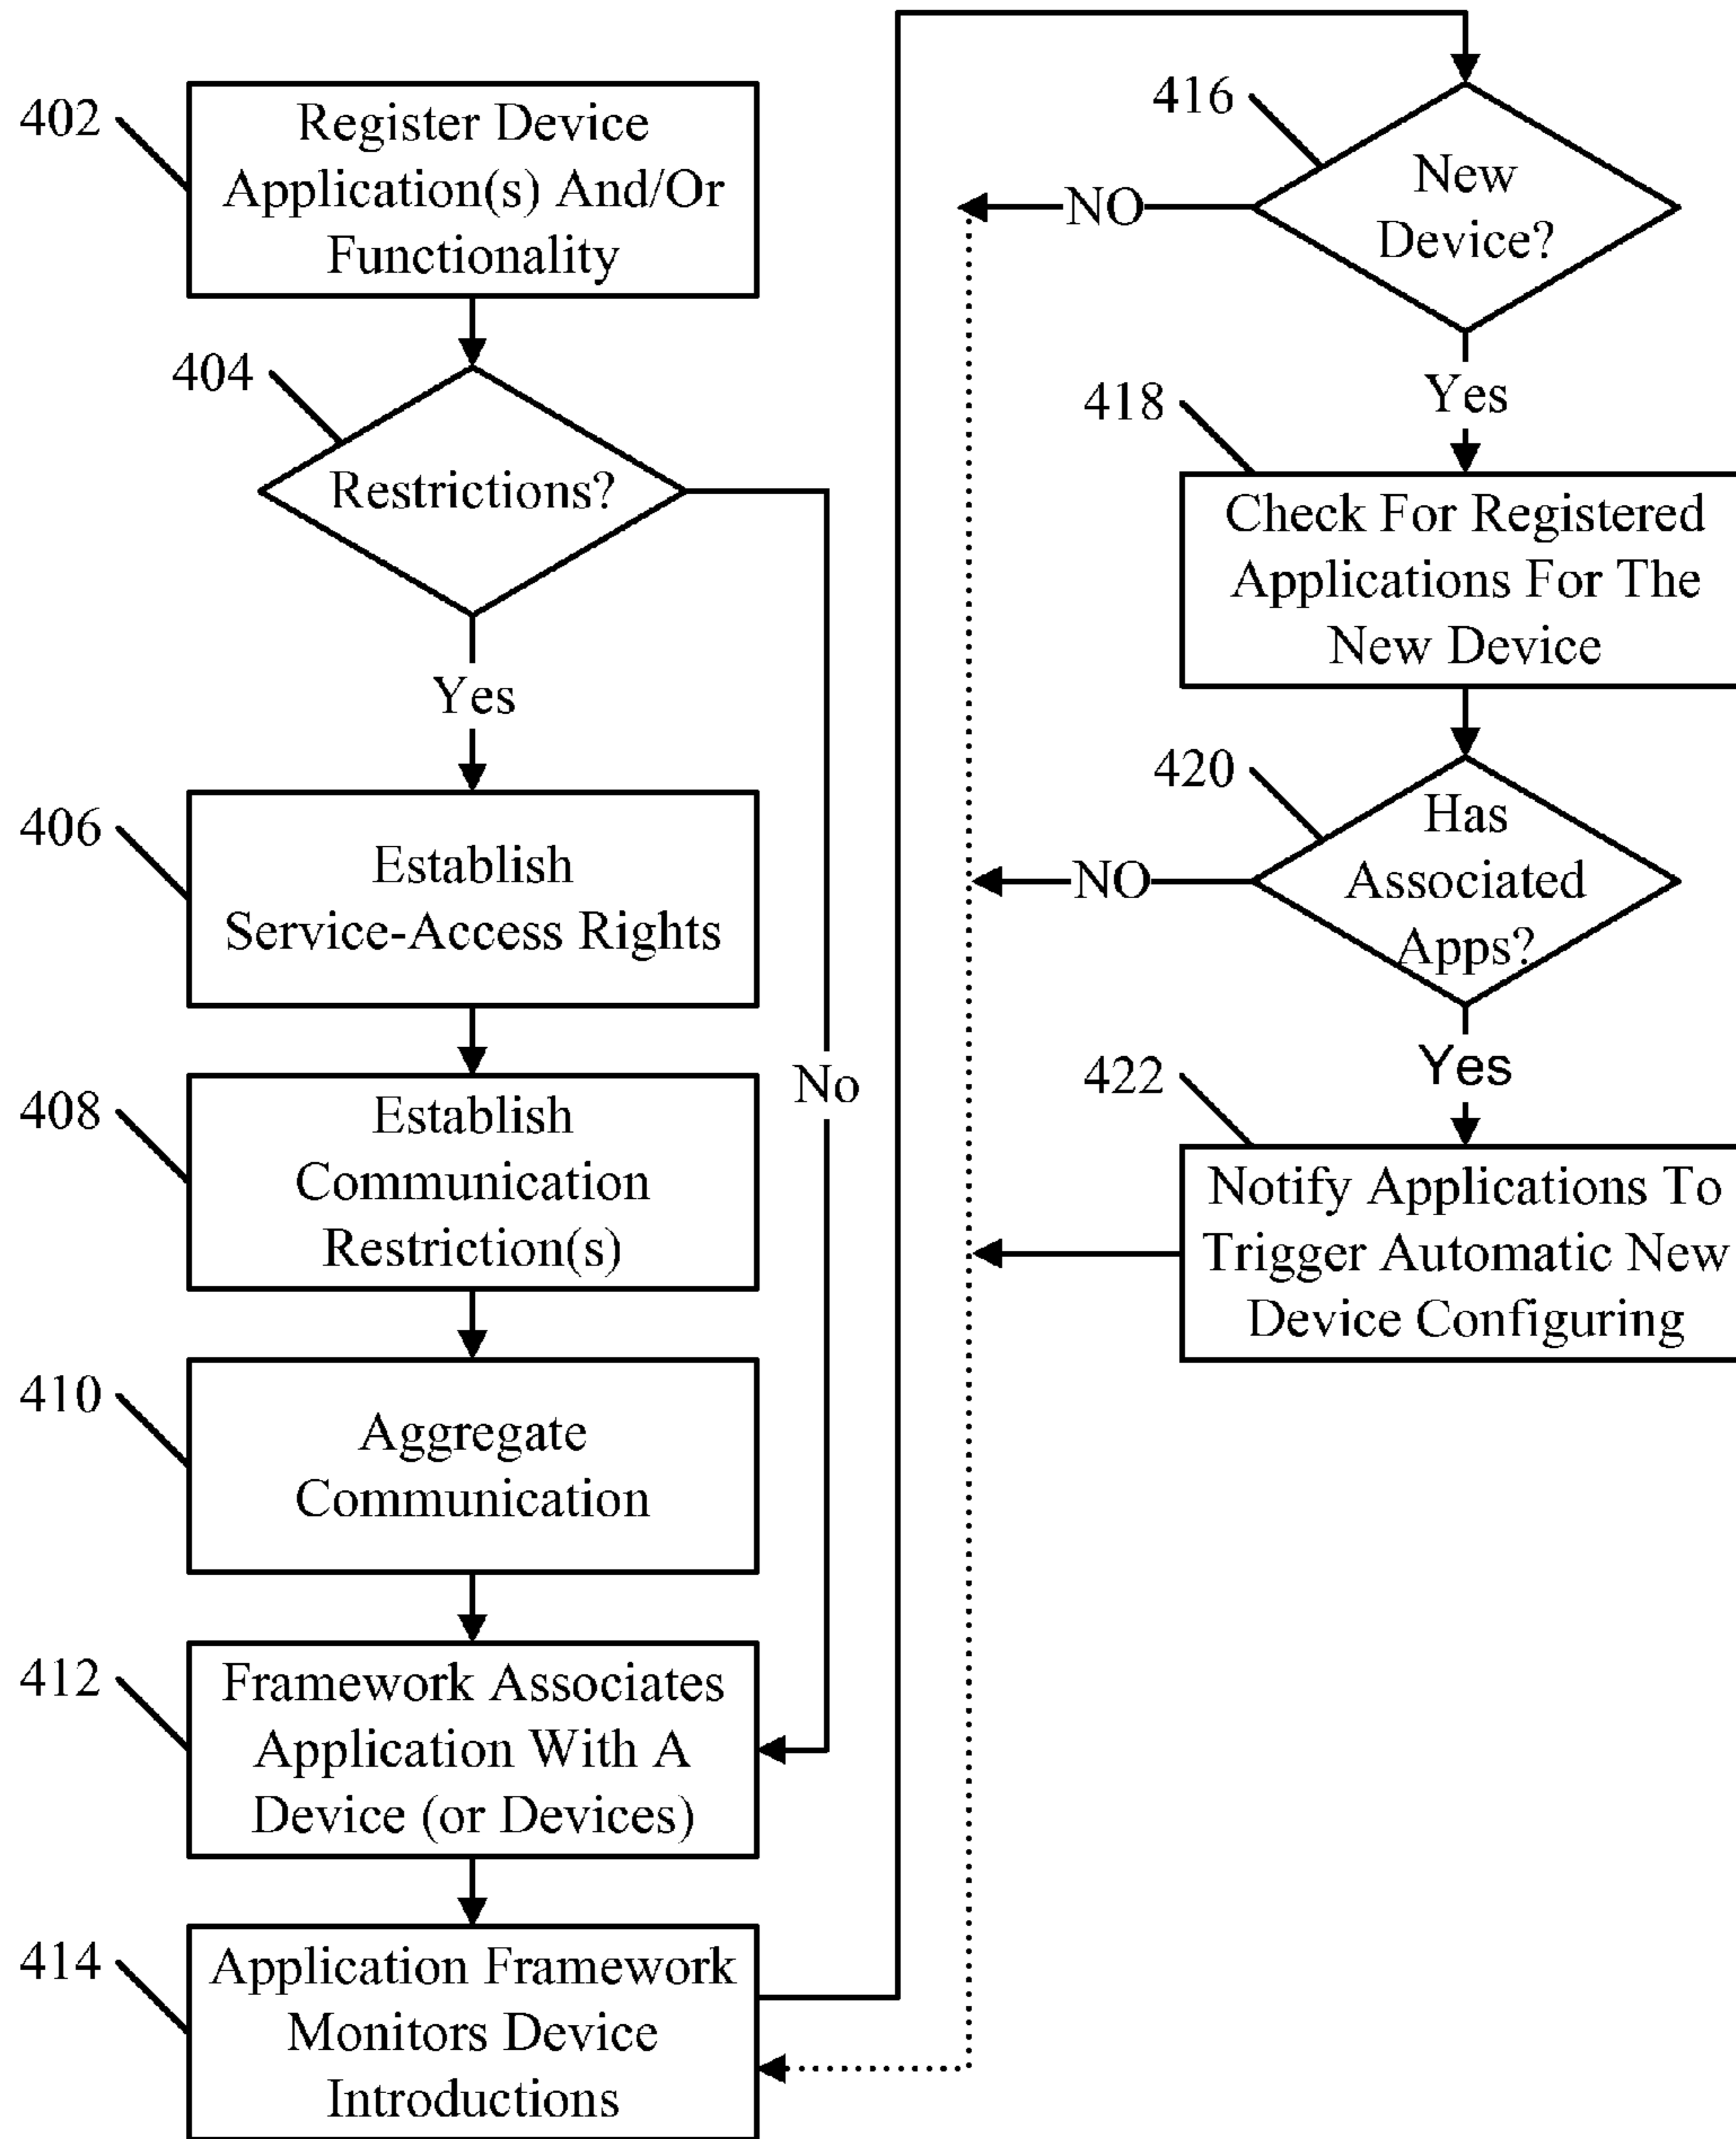 402
Register Device
Application(s) And/Or
Functionality
404
Restrictions?
Yes
No
406
Establish
Service-Access Rights
408
Establish
Communication
Restriction(s)
410
Aggregate
Communication
412
Framework Associates
Application With A
Device (or Devices)
414
Application Framework
Monitors Device
Introductions
416
New
Device?
NO
Yes
418
Check For Registered
Applications For The
New Device
420
Has
Associated
Apps?
NO
Yes
422
Notify Applications To
Trigger Automatic New
Device Configuring